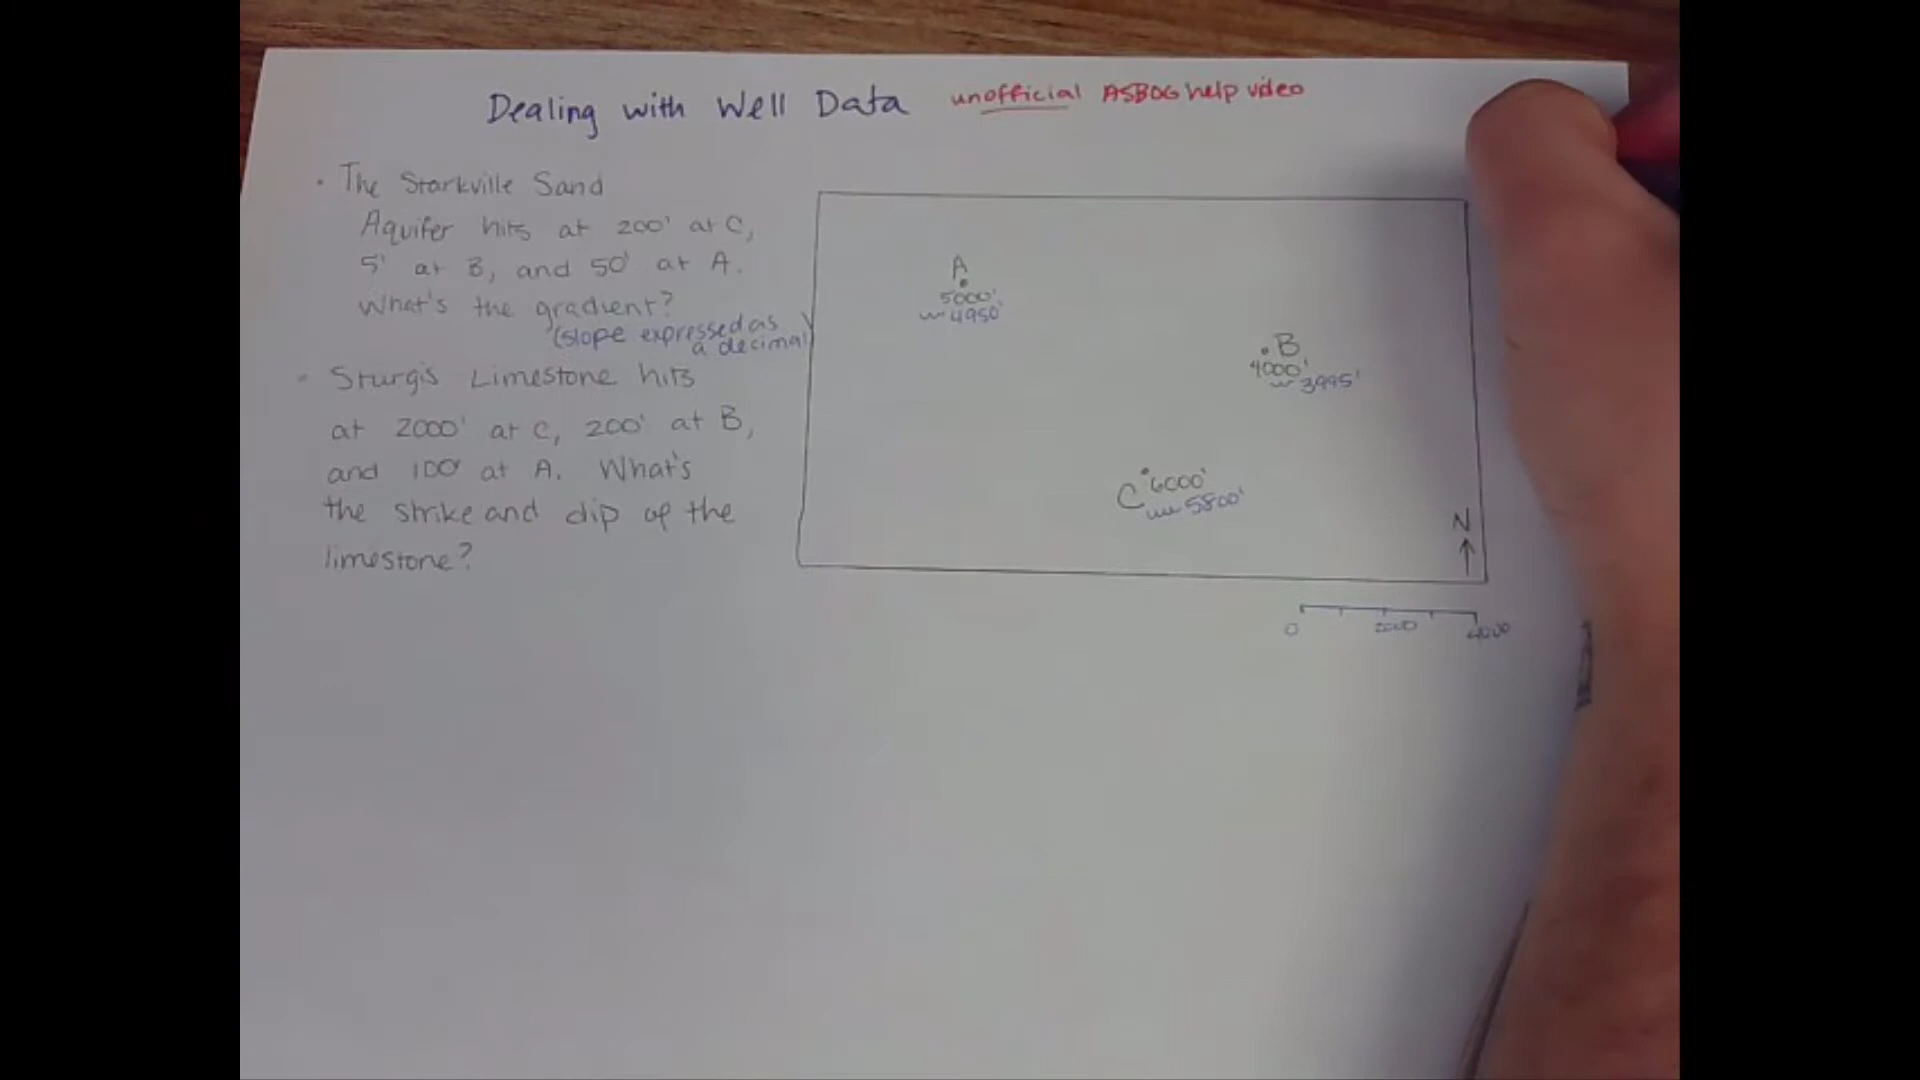 Dealing with Well Data unofficial ASBOG help video
• The Starkville Sand
Aquifer hits at 200' at C,
5' at B, and 50' at A.
What's the gradient?
(slope expressed as
a decimal)
• Sturgis Limestone hits
at 2000' at C, 200' at B,
and 100' at A. What's
the strike and dip of the
limestone?
A
5000'
w 4950'
B
4000'
w 3995'
C 6000'
w 5800'
N
0 2000 4000